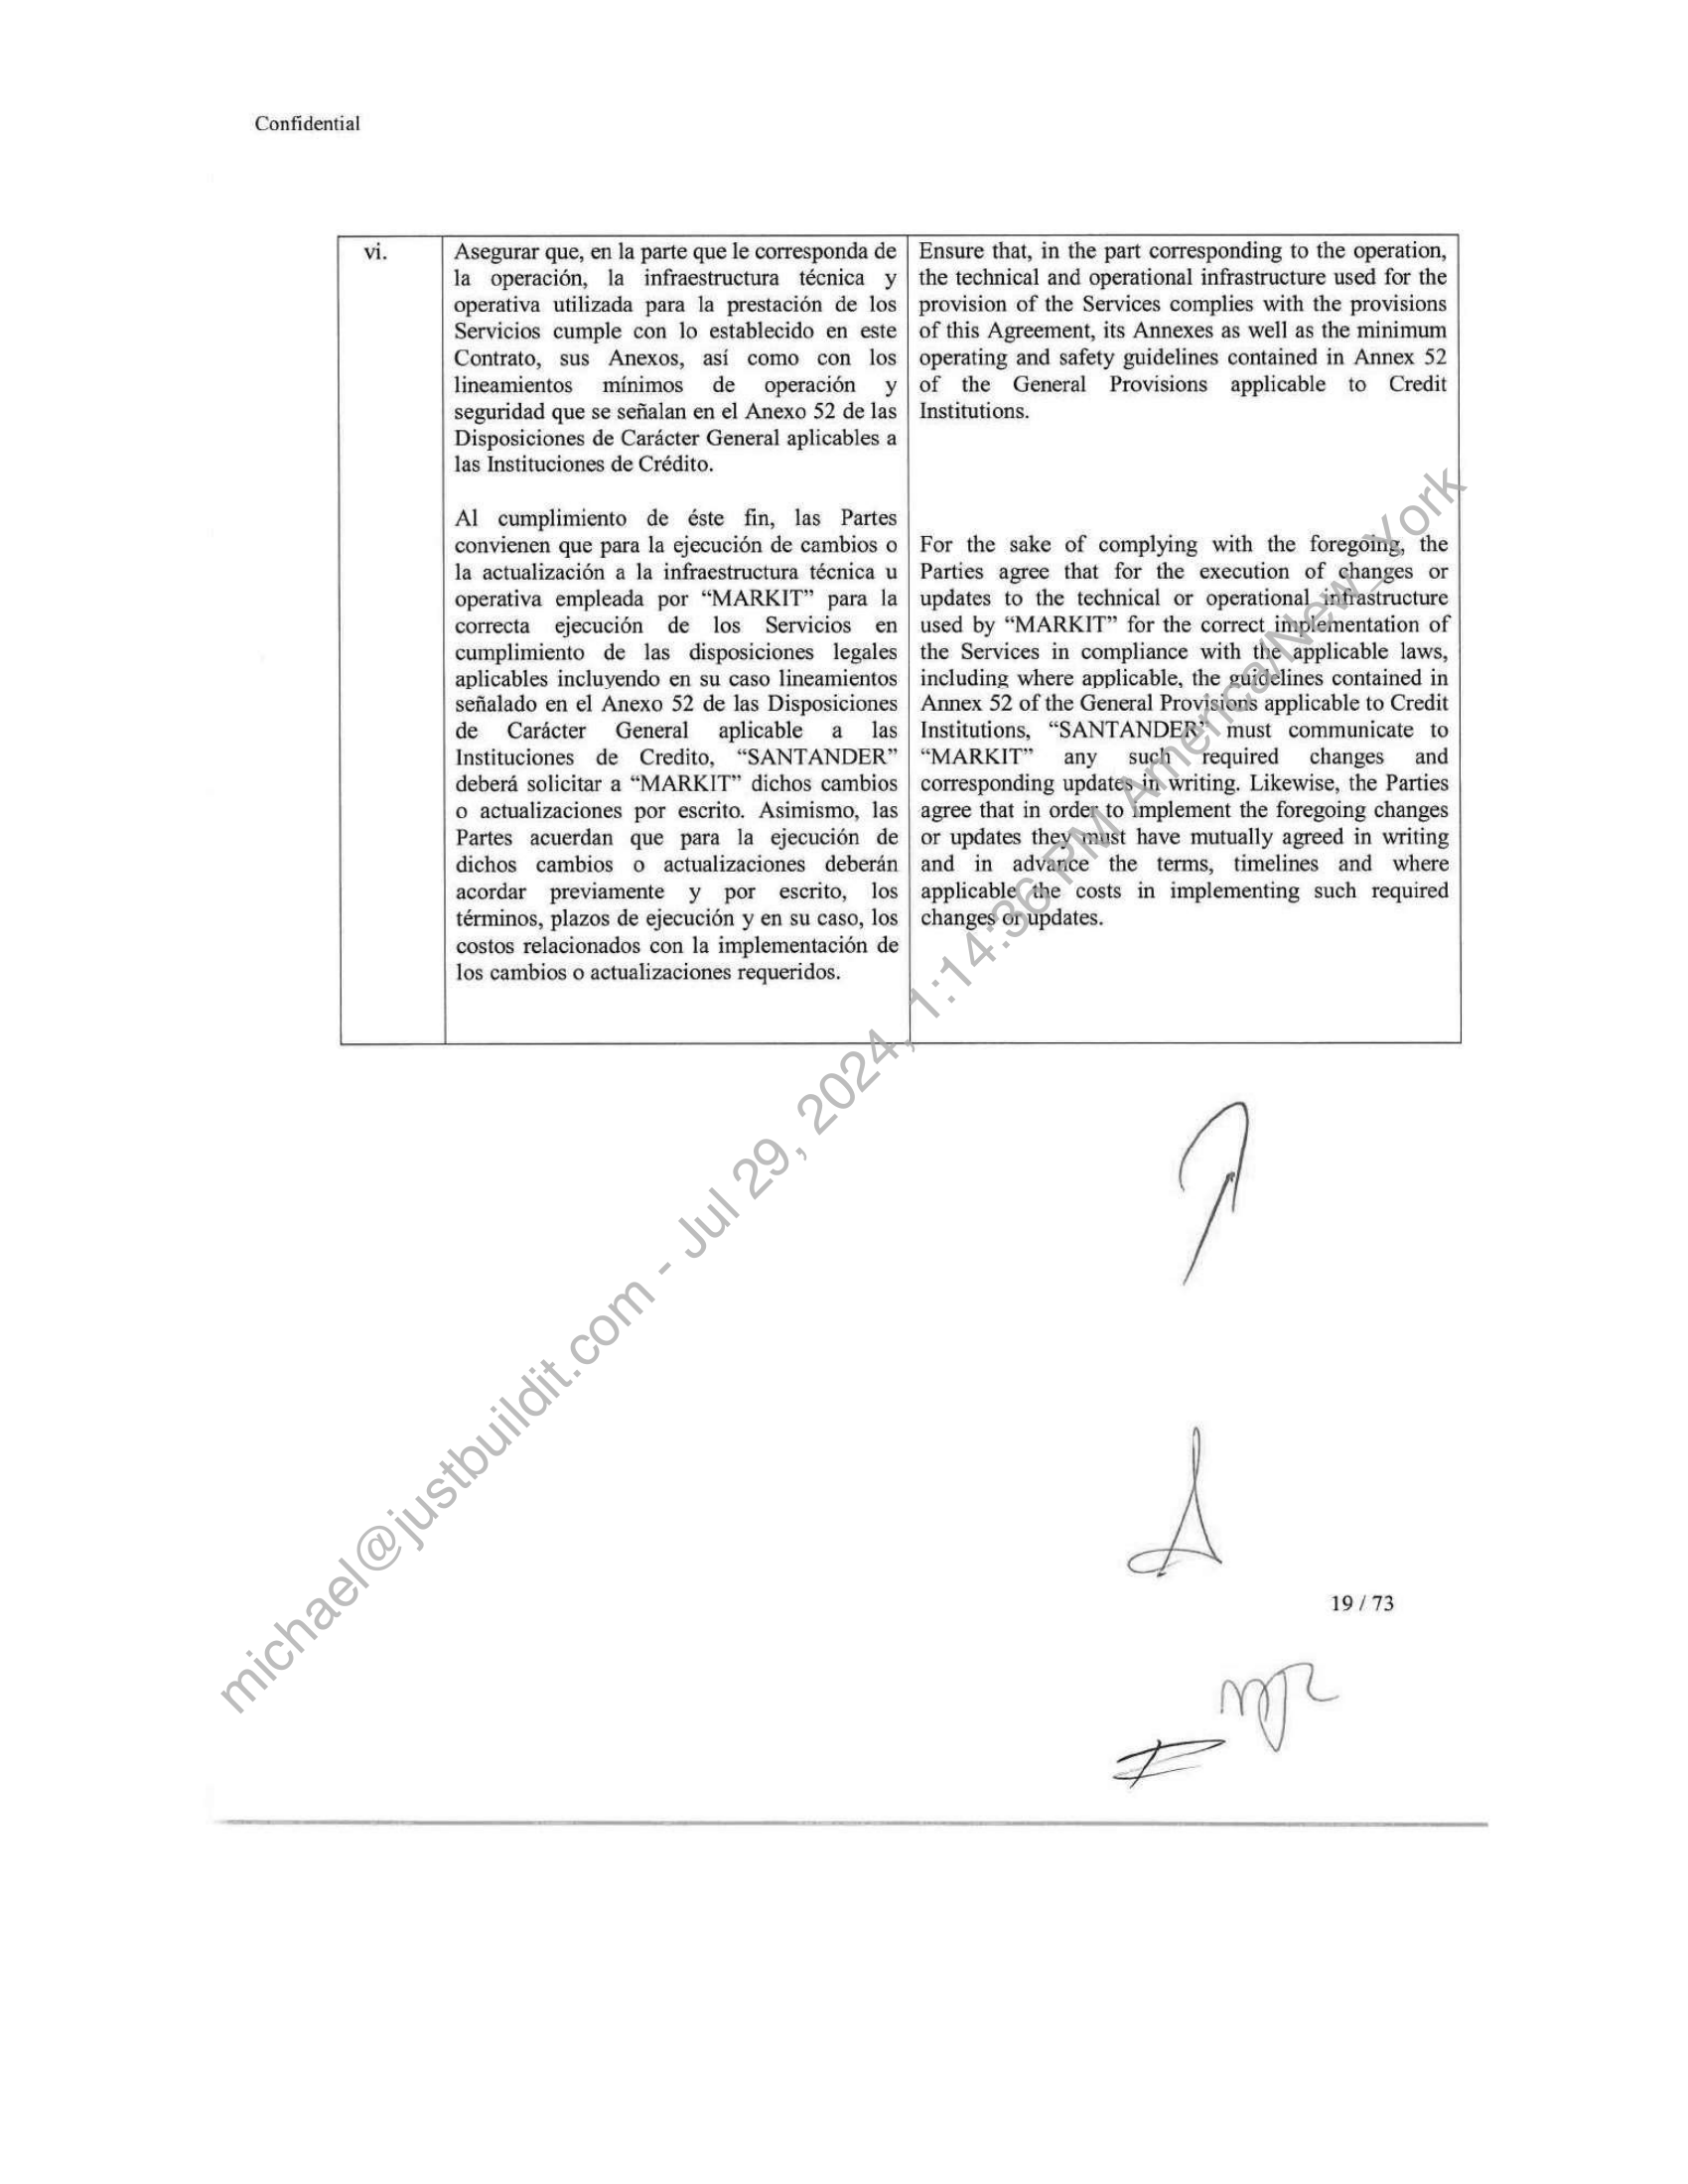 Confidential
vi.
Asegurar que, en la parte que le corresponda de
la operación, la infraestructura técnica y
operativa utilizada para la prestación de los
Servicios cumple con lo establecido en este
Contrato, sus Anexos, así como con los
lineamientos mínimos de operación y
seguridad que se señalan en el Anexo 52 de las
Disposiciones de Carácter General aplicables a
las Instituciones de Crédito.
Al cumplimiento de éste fin, las Partes
convienen que para la ejecución de cambios o
la actualización a la infraestructura técnica u
operativa empleada por “MARKIT” para la
correcta ejecución de los Servicios en
cumplimiento de las disposiciones legales
aplicables incluyendo en su caso lineamientos
señalado en el Anexo 52 de las Disposiciones
de Carácter General aplicable a las
Instituciones de Credito, “SANTANDER”
deberá solicitar a “MARKIT” dichos cambios
o actualizaciones por escrito. Asimismo, las
Partes acuerdan que para la ejecución de
dichos cambios o actualizaciones deberán
acordar previamente y por escrito, los
términos, plazos de ejecución y en su caso, los
costos relacionados con la implementación de
los cambios o actualizaciones requeridos.
Ensure that, in the part corresponding to the operation,
the technical and operational infrastructure used for the
provision of the Services complies with the provisions
of this Agreement, its Annexes as well as the minimum
operating and safety guidelines contained in Annex 52
of the General Provisions applicable to Credit
Institutions.
For the sake of complying with the foregoing, the
Parties agree that for the execution of changes or
updates to the technical or operational infrastructure
used by “MARKIT” for the correct implementation of
the Services in compliance with the applicable laws,
including where applicable, the guidelines contained in
Annex 52 of the General Provisions applicable to Credit
Institutions, “SANTANDER” must communicate to
“MARKIT” any such required changes and
corresponding updates in writing. Likewise, the Parties
agree that in order to implement the foregoing changes
or updates they must have mutually agreed in writing
and in advance the terms, timelines and where
applicable the costs in implementing such required
changes or updates.
michael@justbuildit.com - Jul 29, 2024, 1:14:36 PM America/New_York
19 / 73